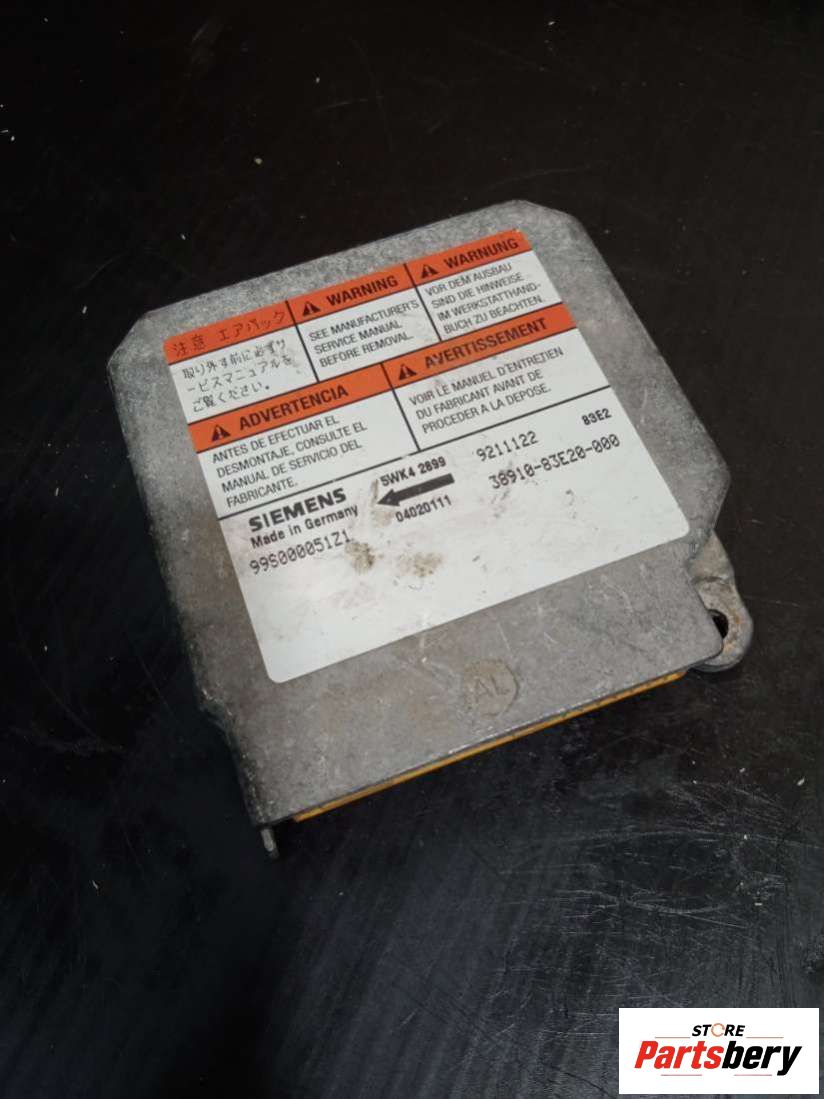 注意 エアバッグ
取り外す前に必ずサ
ービスマニュアルを
ご覧ください。
WARNING
SEE MANUFACTURER'S
SERVICE MANUAL
BEFORE REMOVAL.
WARNUNG
VOR DEM AUSBAU
SIND DIE HINWEISE
IM WERKSTATTHAND-
BUCH ZU BEACHTEN.
ADVERTENCIA
ANTES DE EFECTUAR EL
DESMONTAJE, CONSULTE EL
MANUAL DE SERVICIO DEL
FABRICANTE.
AVERTISSEMENT
VOIR LE MANUEL D'ENTRETIEN
DU FABRICANT AVANT DE
PROCEDER A LA DEPOSE.
SIEMENS
Made in Germany
99S00005121
5WK4 2899
04020111
9211122
83E2
38910-83E20-000
AL
STORE
Partsbery